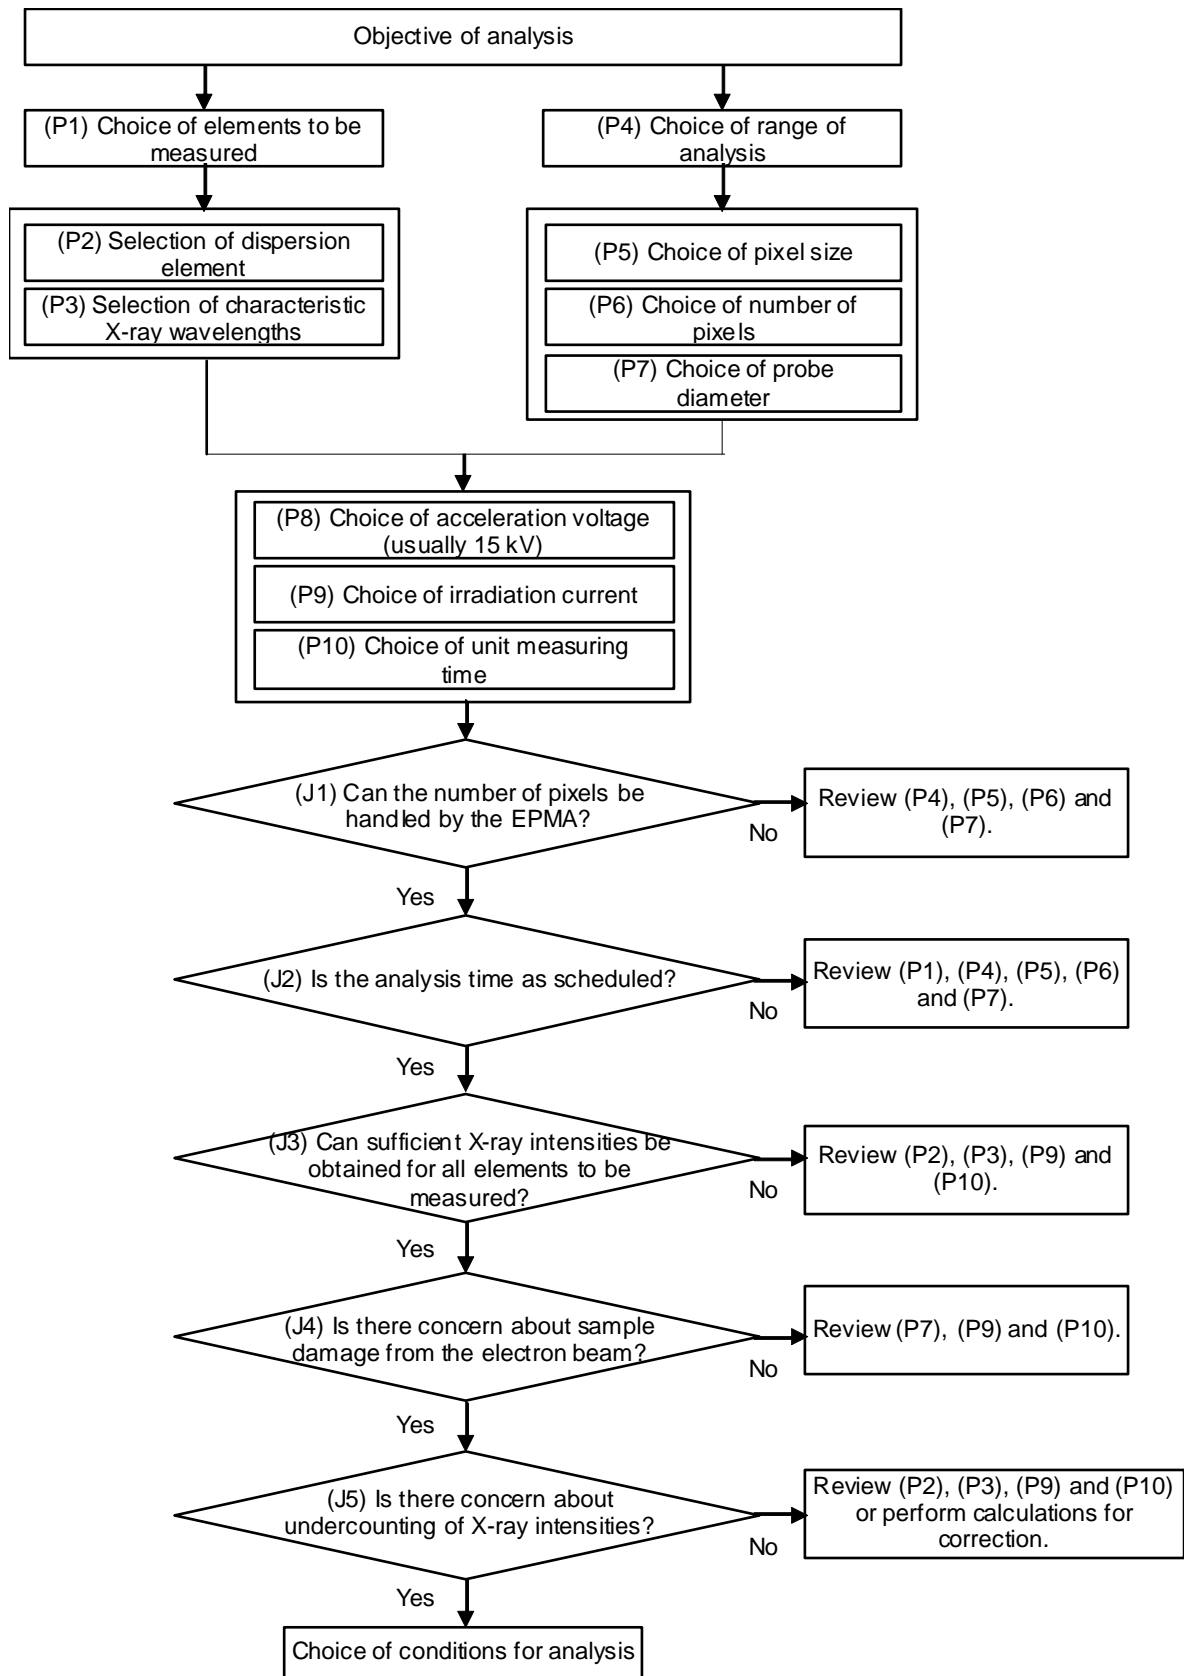 Objective of analysis
(P1) Choice of elements to be
measured
(P4) Choice of range of
analysis
(P2) Selection of dispersion
element
(P3) Selection of characteristic
X-ray wavelengths
(P5) Choice of pixel size
(P6) Choice of number of
pixels
(P7) Choice of probe
diameter
(P8) Choice of acceleration voltage
(usually 15 kV)
(P9) Choice of irradiation current
(P10) Choice of unit measuring
time
(J1) Can the number of pixels be
handled by the EPMA?
No
Review (P4), (P5), (P6) and
(P7).
Yes
(J2) Is the analysis time as scheduled?
No
Review (P1), (P4), (P5), (P6)
and (P7).
Yes
(J3) Can sufficient X-ray intensities be
obtained for all elements to be
measured?
No
Review (P2), (P3), (P9) and
(P10).
Yes
(J4) Is there concern about sample
damage from the electron beam?
No
Review (P7), (P9) and (P10).
Yes
(J5) Is there concern about
undercounting of X-ray intensities?
No
Review (P2), (P3), (P9) and (P10)
or perform calculations for
correction.
Yes
Choice of conditions for analysis